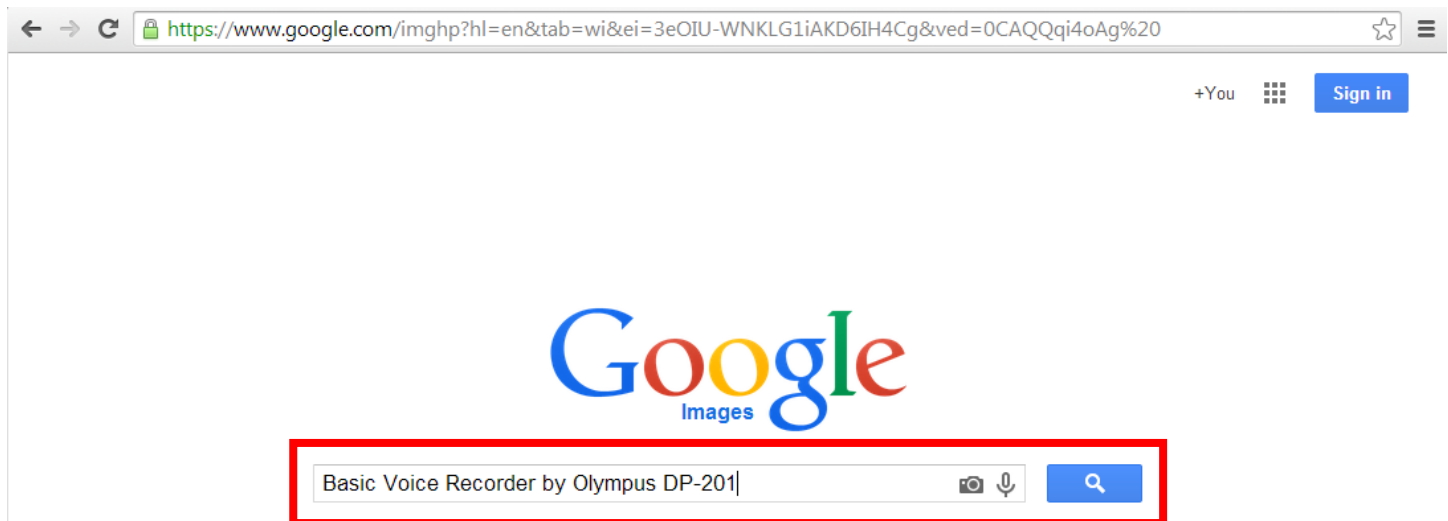 https://www.google.com/imghp?hl=en&tab=wi&ei=3eOIU-WNKLG1iAKD6IH4Cg&ved=0CAQQqi4oAg%20
+You Sign in
Google
Images
Basic Voice Recorder by Olympus DP-201